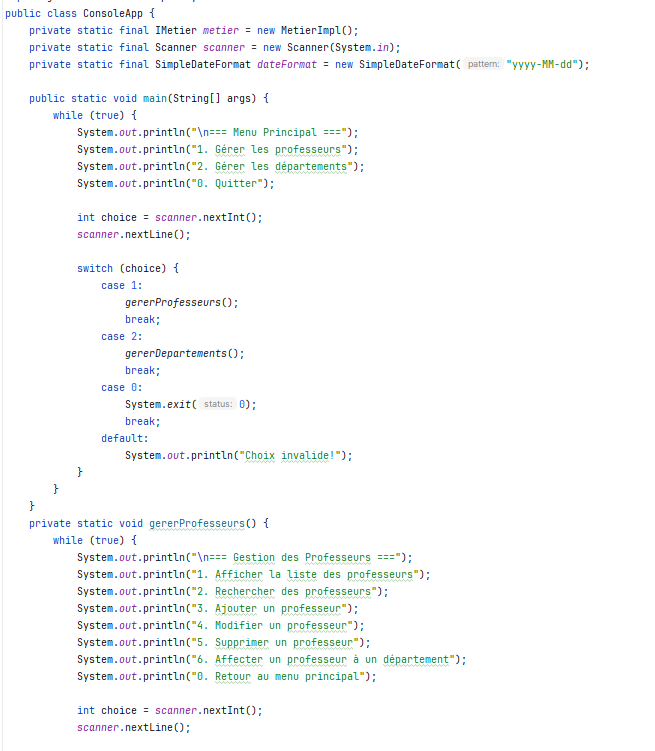 public class ConsoleApp {
    private static final IMetier metier = new MetierImpl();
    private static final Scanner scanner = new Scanner(System.in);
    private static final SimpleDateFormat dateFormat = new SimpleDateFormat( pattern: "yyyy-MM-dd");

    public static void main(String[] args) {
        while (true) {
            System.out.println("\n=== Menu Principal ===");
            System.out.println("1. Gérer les professeurs");
            System.out.println("2. Gérer les départements");
            System.out.println("0. Quitter");

            int choice = scanner.nextInt();
            scanner.nextLine();

            switch (choice) {
                case 1:
                    gererProfesseurs();
                    break;
                case 2:
                    gererDepartements();
                    break;
                case 0:
                    System.exit( status: 0);
                    break;
                default:
                    System.out.println("Choix invalide!");
            }
        }
    }
    private static void gererProfesseurs() {
        while (true) {
            System.out.println("\n=== Gestion des Professeurs ===");
            System.out.println("1. Afficher la liste des professeurs");
            System.out.println("2. Rechercher des professeurs");
            System.out.println("3. Ajouter un professeur");
            System.out.println("4. Modifier un professeur");
            System.out.println("5. Supprimer un professeur");
            System.out.println("6. Affecter un professeur à un département");
            System.out.println("0. Retour au menu principal");

            int choice = scanner.nextInt();
            scanner.nextLine();